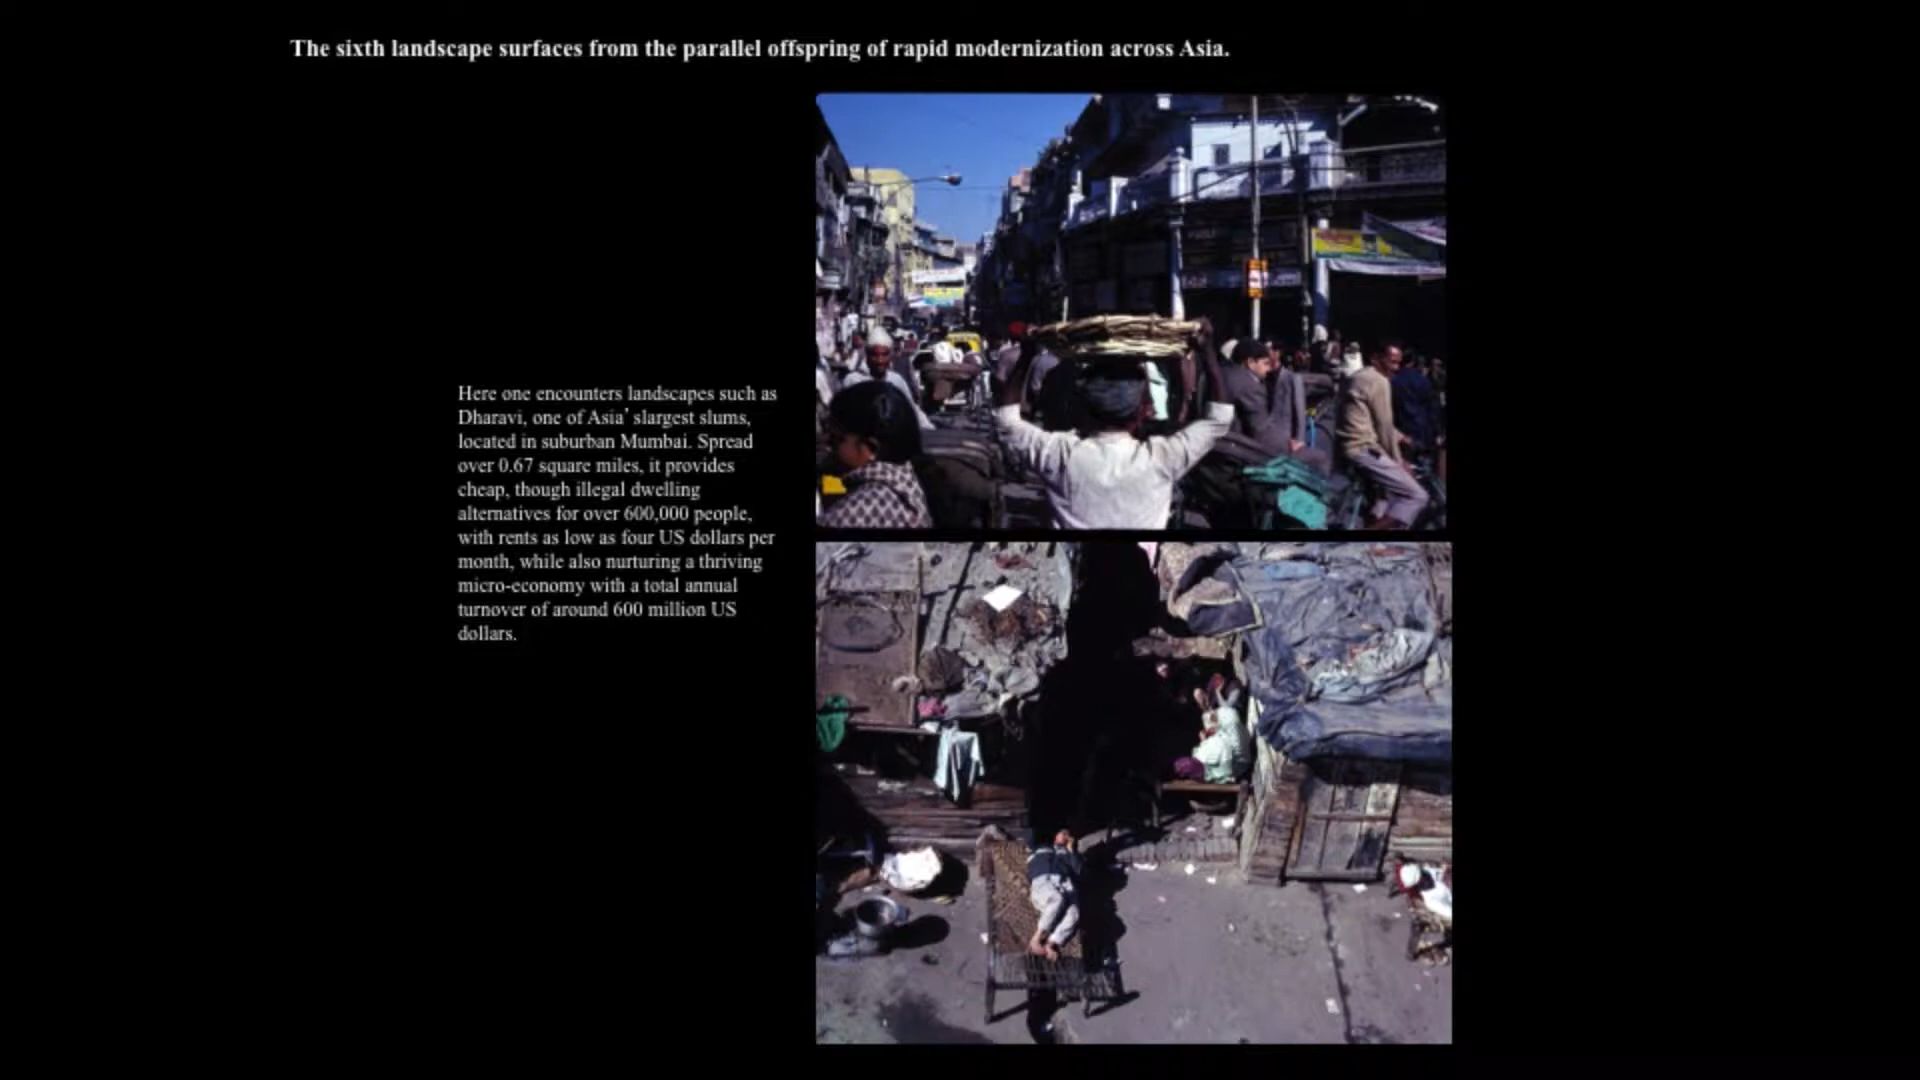 The sixth landscape surfaces from the parallel offspring of rapid modernization across Asia.
Here one encounters landscapes such as
Dharavi, one of Asia’ slargest slums,
located in suburban Mumbai. Spread
over 0.67 square miles, it provides
cheap, though illegal dwelling
alternatives for over 600,000 people,
with rents as low as four US dollars per
month, while also nurturing a thriving
micro-economy with a total annual
turnover of around 600 million US
dollars.